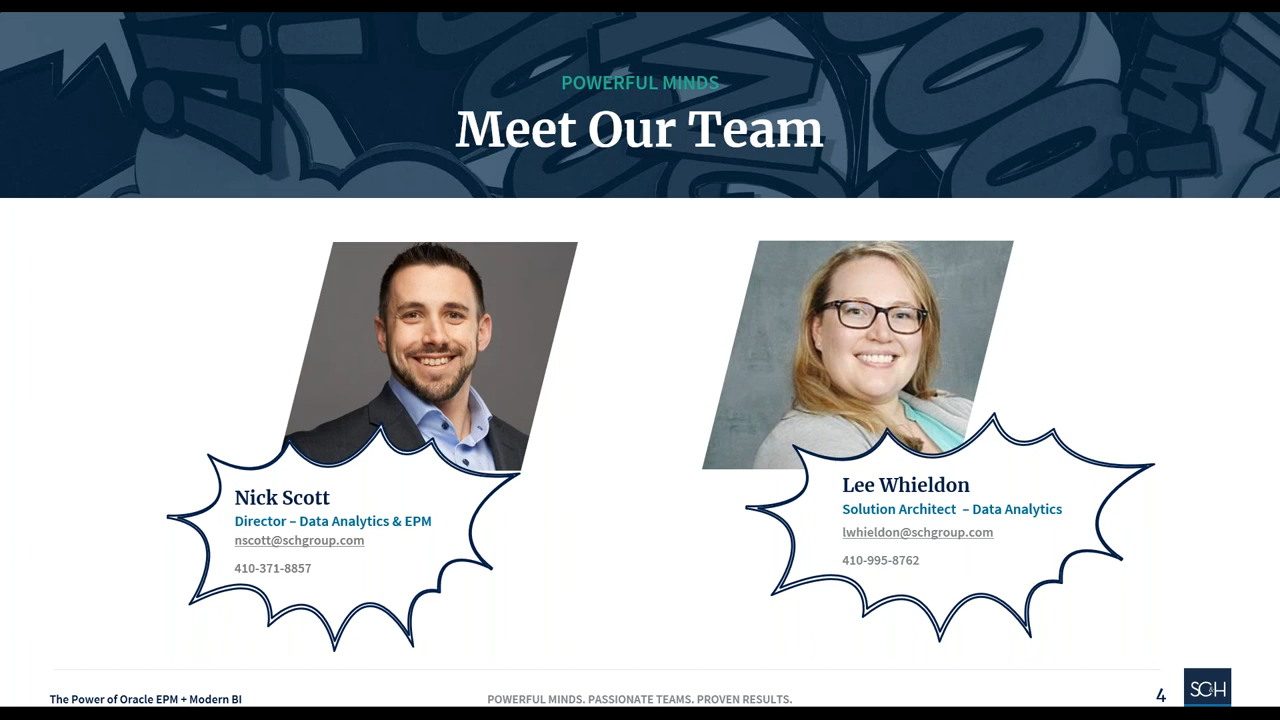 POWERFUL MINDS
Meet Our Team
Nick Scott
Director – Data Analytics & EPM
nscott@schgroup.com
410-371-8857
Lee Whieldon
Solution Architect – Data Analytics
lwhieldon@schgroup.com
410-995-8762
The Power of Oracle EPM + Modern BI
POWERFUL MINDS. PASSIONATE TEAMS. PROVEN RESULTS.
4
SC&H